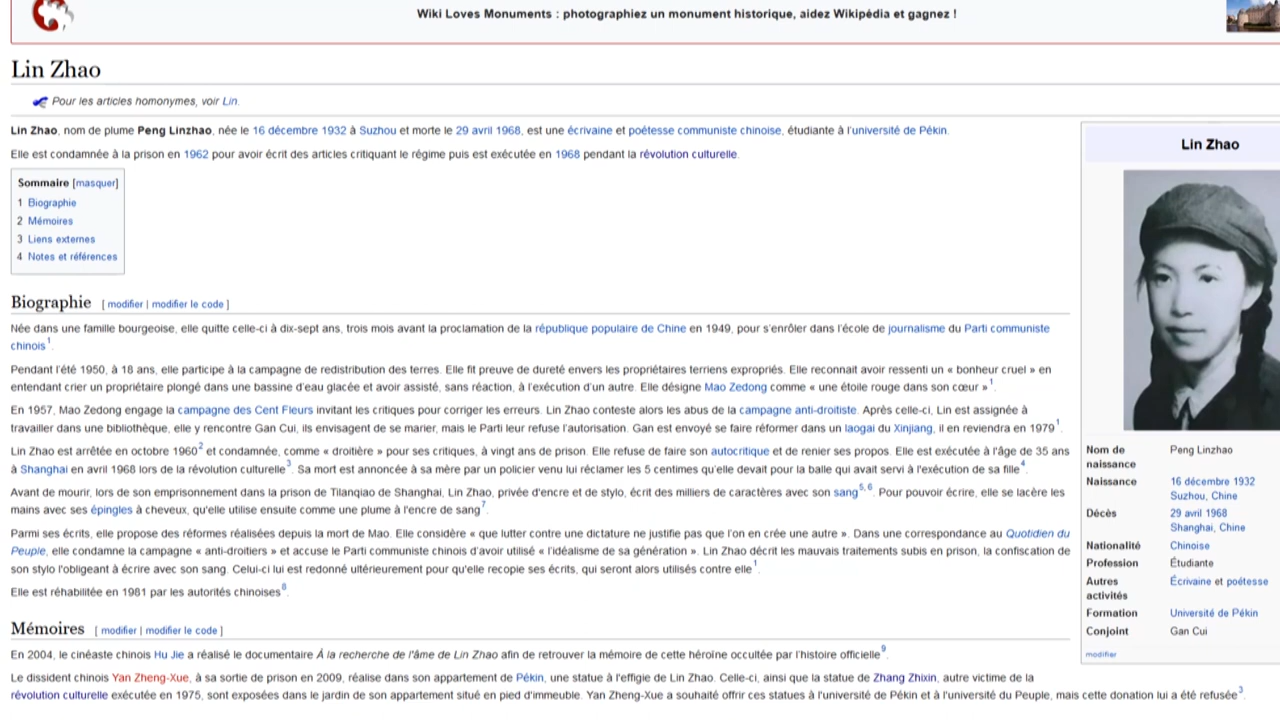 Wiki Loves Monuments : photographiez un monument historique, aidez Wikipédia et gagnez !
Lin Zhao
Pour les articles homonymes, voir Lin.
Lin Zhao, nom de plume Peng Linzhao, née le 16 décembre 1932 à Suzhou et morte le 29 avril 1968, est une écrivaine et poétesse communiste chinoise, étudiante à l'université de Pékin.
Elle est condamnée à la prison en 1962 pour avoir écrit des articles critiquant le régime puis est exécutée en 1968 pendant la révolution culturelle.
Sommaire [masquer]
1 Biographie
2 Mémoires
3 Liens externes
4 Notes et références
Biographie [ modifier | modifier le code ]
Née dans une famille bourgeoise, elle quitte celle-ci à dix-sept ans, trois mois avant la proclamation de la république populaire de Chine en 1949, pour s'enrôler dans l'école de journalisme du Parti communiste
chinois1.
Pendant l'été 1950, à 18 ans, elle participe à la campagne de redistribution des terres. Elle fit preuve de dureté envers les propriétaires terriens expropriés. Elle reconnait avoir ressenti un « bonheur cruel » en
entendant crier un propriétaire plongé dans une bassine d'eau glacée et avoir assisté, sans réaction, à l'exécution d'un autre. Elle désigne Mao Zedong comme « une étoile rouge dans son cœur »1.
En 1957, Mao Zedong engage la campagne des Cent Fleurs invitant les critiques pour corriger les erreurs. Lin Zhao conteste alors les abus de la campagne anti-droitiste. Après celle-ci, Lin est assignée à
travailler dans une bibliothèque, elle y rencontre Gan Cui, ils envisagent de se marier, mais le Parti leur refuse l'autorisation. Gan est envoyé se faire réformer dans un laogai du Xinjiang, il en reviendra en 19791.
Lin Zhao est arrêtée en octobre 19602 et condamnée, comme « droitière » pour ses critiques, à vingt ans de prison. Elle refuse de faire son autocritique et de renier ses propos. Elle est exécutée à l'âge de 35 ans
à Shanghai en avril 1968 lors de la révolution culturelle3. Sa mort est annoncée à sa mère par un policier venu lui réclamer les 5 centimes qu'elle devait pour la balle qui avait servi à l'exécution de sa fille4.
Avant de mourir, lors de son emprisonnement dans la prison de Tilanqiao de Shanghai, Lin Zhao, privée d'encre et de stylo, écrit des milliers de caractères avec son sang5,6. Pour pouvoir écrire, elle se lacère les
mains avec ses épingles à cheveux, qu'elle utilise ensuite comme une plume à l'encre de sang7.
Parmi ses écrits, elle propose des réformes réalisées depuis la mort de Mao. Elle considère « que lutter contre une dictature ne justifie pas que l'on en crée une autre ». Dans une correspondance au Quotidien du
Peuple, elle condamne la campagne « anti-droitiers » et accuse le Parti communiste chinois d'avoir utilisé « l'idéalisme de sa génération ». Lin Zhao décrit les mauvais traitements subis en prison, la confiscation de
son stylo l'obligeant à écrire avec son sang. Celui-ci lui est redonné ultérieurement pour qu'elle recopie ses écrits, qui seront alors utilisés contre elle1.
Elle est réhabilitée en 1981 par les autorités chinoises8.
Mémoires [ modifier | modifier le code ]
En 2004, le cinéaste chinois Hu Jie a réalisé le documentaire À la recherche de l'âme de Lin Zhao afin de retrouver la mémoire de cette héroïne occultée par l'histoire officielle9.
Le dissident chinois Yan Zheng-Xue, à sa sortie de prison en 2009, réalise dans son appartement de Pékin, une statue à l'effigie de Lin Zhao. Celle-ci, ainsi que la statue de Zhang Zhixin, autre victime de la
révolution culturelle exécutée en 1975, sont exposées dans le jardin de son appartement situé en pied d'immeuble. Yan Zheng-Xue a souhaité offrir ces statues à l'université de Pékin et à l'université du Peuple, mais cette donation lui a été refusée3.
Lin Zhao
Nom de Peng Linzhao
naissance
Naissance 16 décembre 1932
Suzhou, Chine
Décès 29 avril 1968
Shanghai, Chine
Nationalité Chinoise
Profession Étudiante
Autres Écrivaine et poétesse
activités
Formation Université de Pékin
Conjoint Gan Cui
modifier